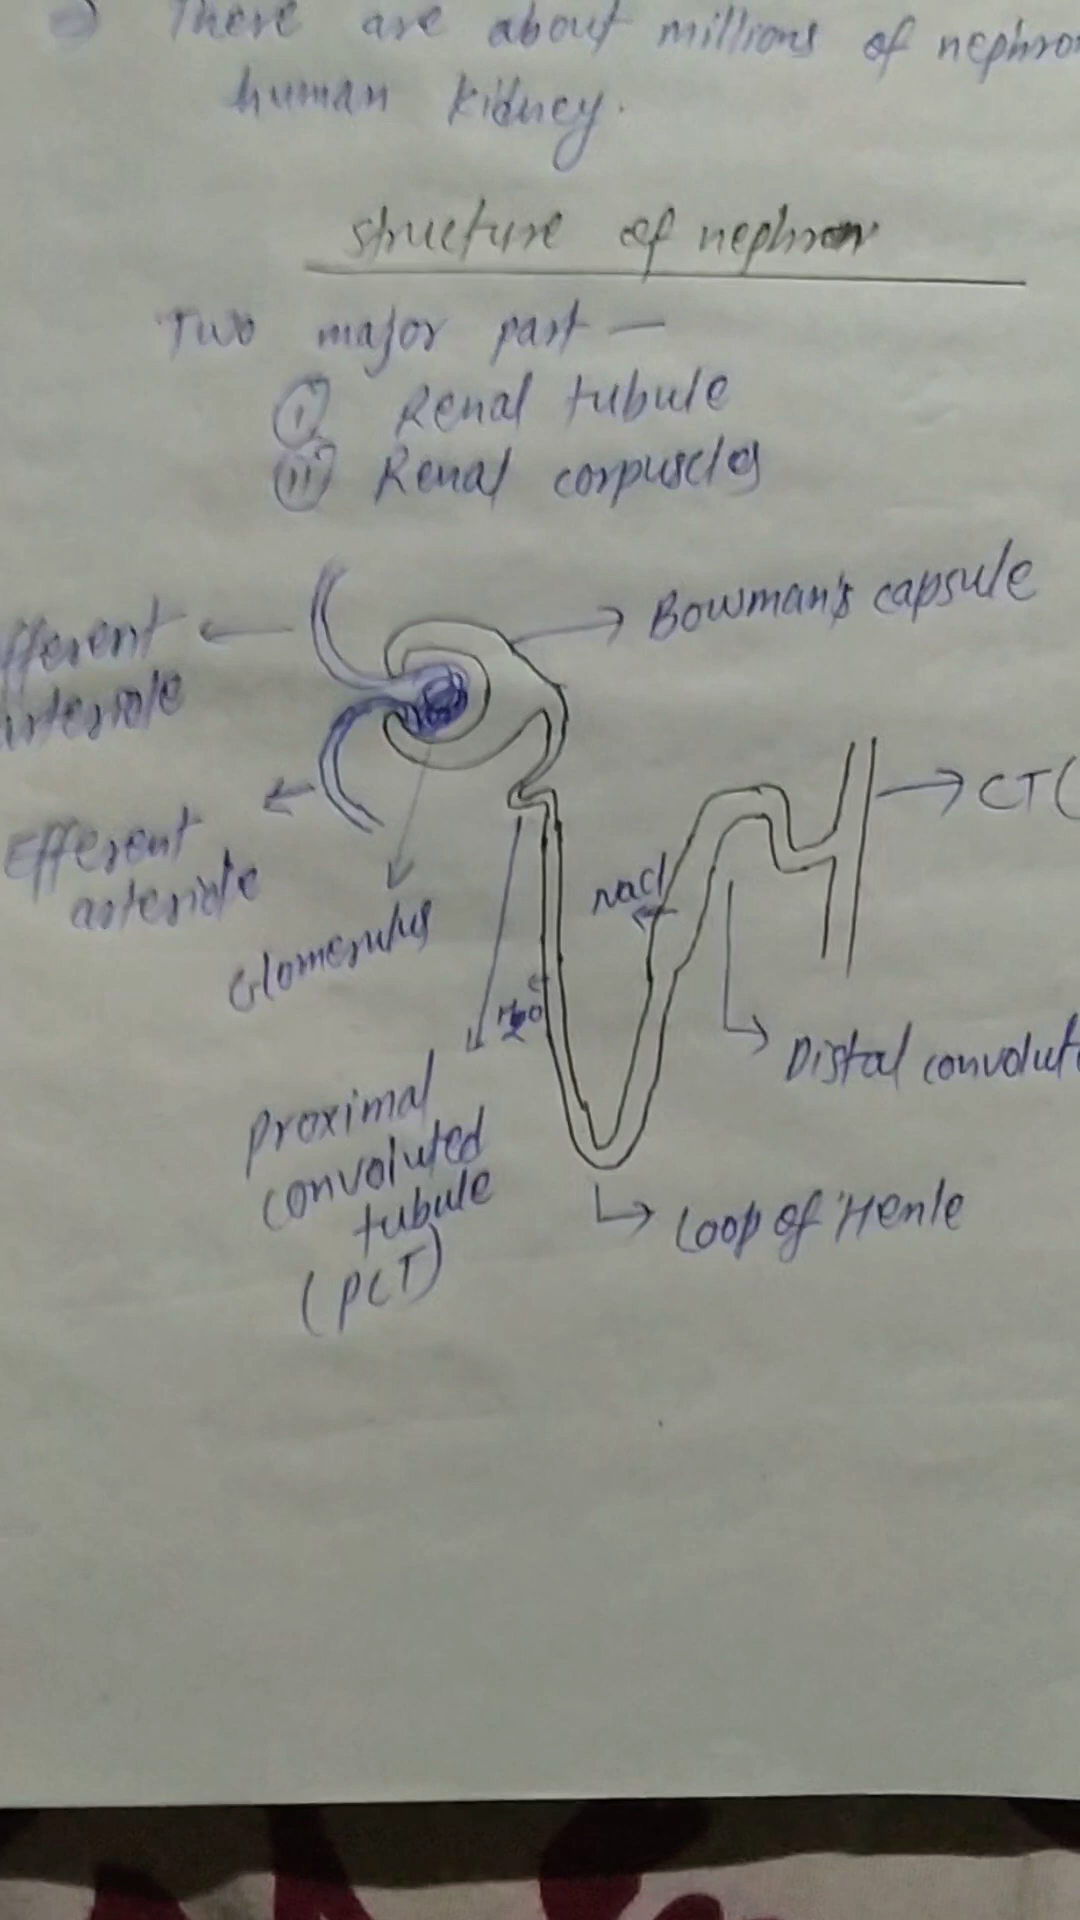 There are about millions of nephro
human kidney.
structure of nephron
Two major part —
(i) Renal tubule
(ii) Renal corpuscles
fferent
arteriole
Bowman's capsule
Efferent
arteriole
Glomerulus
CT(
NaCl
H2O
Distal convolut
Proximal
convoluted
tubule
(PCT)
Loop of Henle